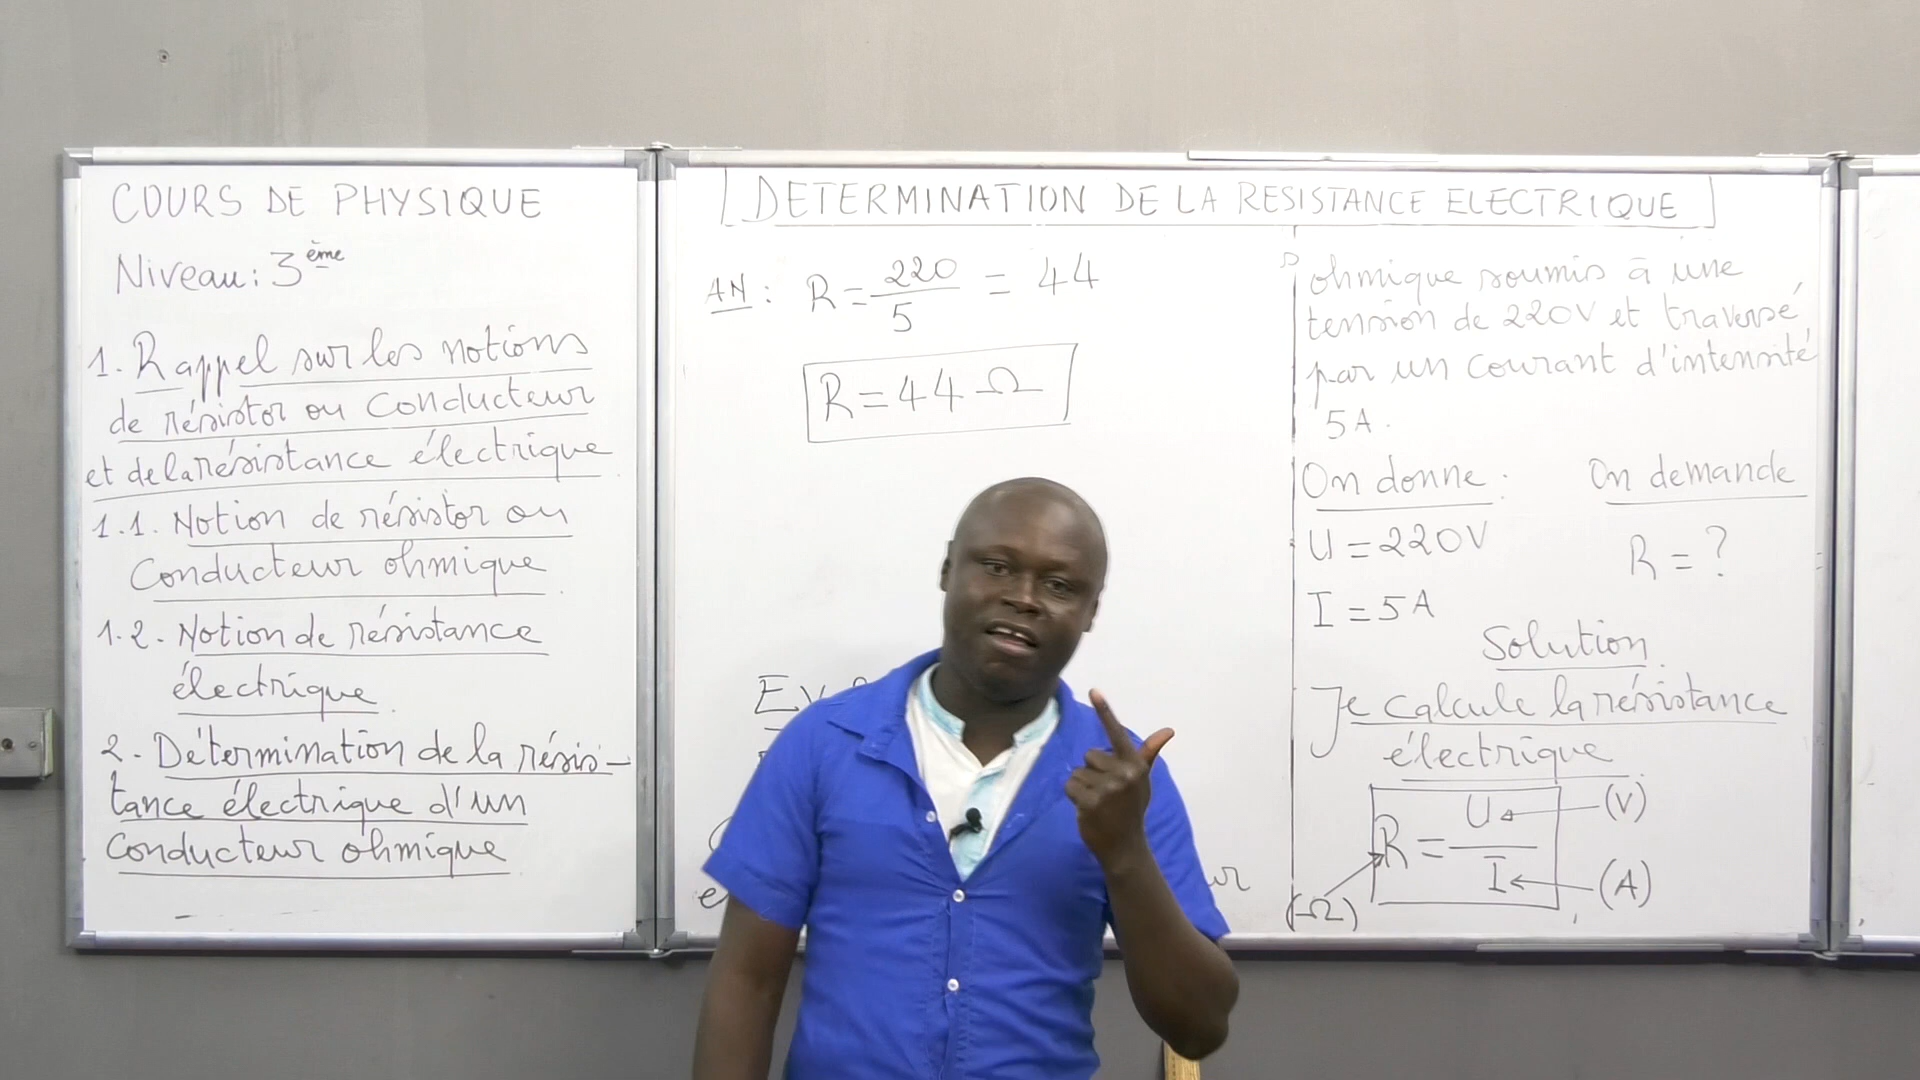 COURS DE PHYSIQUE
Niveau: 3ème
1. Rappel sur les notions
de résistor ou Conducteur
et de la résistance électrique
1.1. Notion de résistor ou
Conducteur ohmique
1.2. Notion de résistance
électrique
2. Détermination de la résis-
tance électrique d'un
Conducteur ohmique
DETERMINATION DE LA RESISTANCE ELECTRIQUE
AN: R = 220/5 = 44
R = 44 Ω
ohmique soumis à une
tension de 220V et traversé
par un courant d'intensité
5A.
On donne: On demande
U = 220V R = ?
I = 5A
Solution
Je calcule la résistance
électrique
R = U/I (V) (A) (Ω)